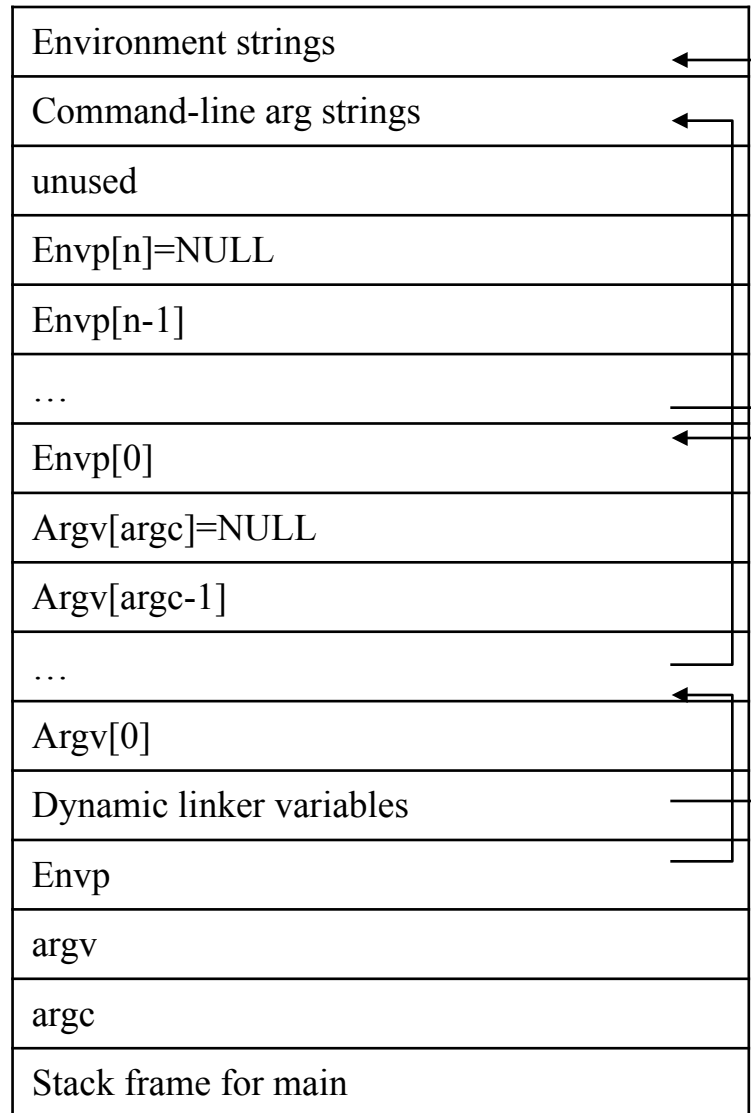 Environment strings
Command-line arg strings
unused
Envp[n]=NULL
Envp[n-1]
…
Envp[0]
Argv[argc]=NULL
Argv[argc-1]
…
Argv[0]
Dynamic linker variables
Envp
argv
argc
Stack frame for main